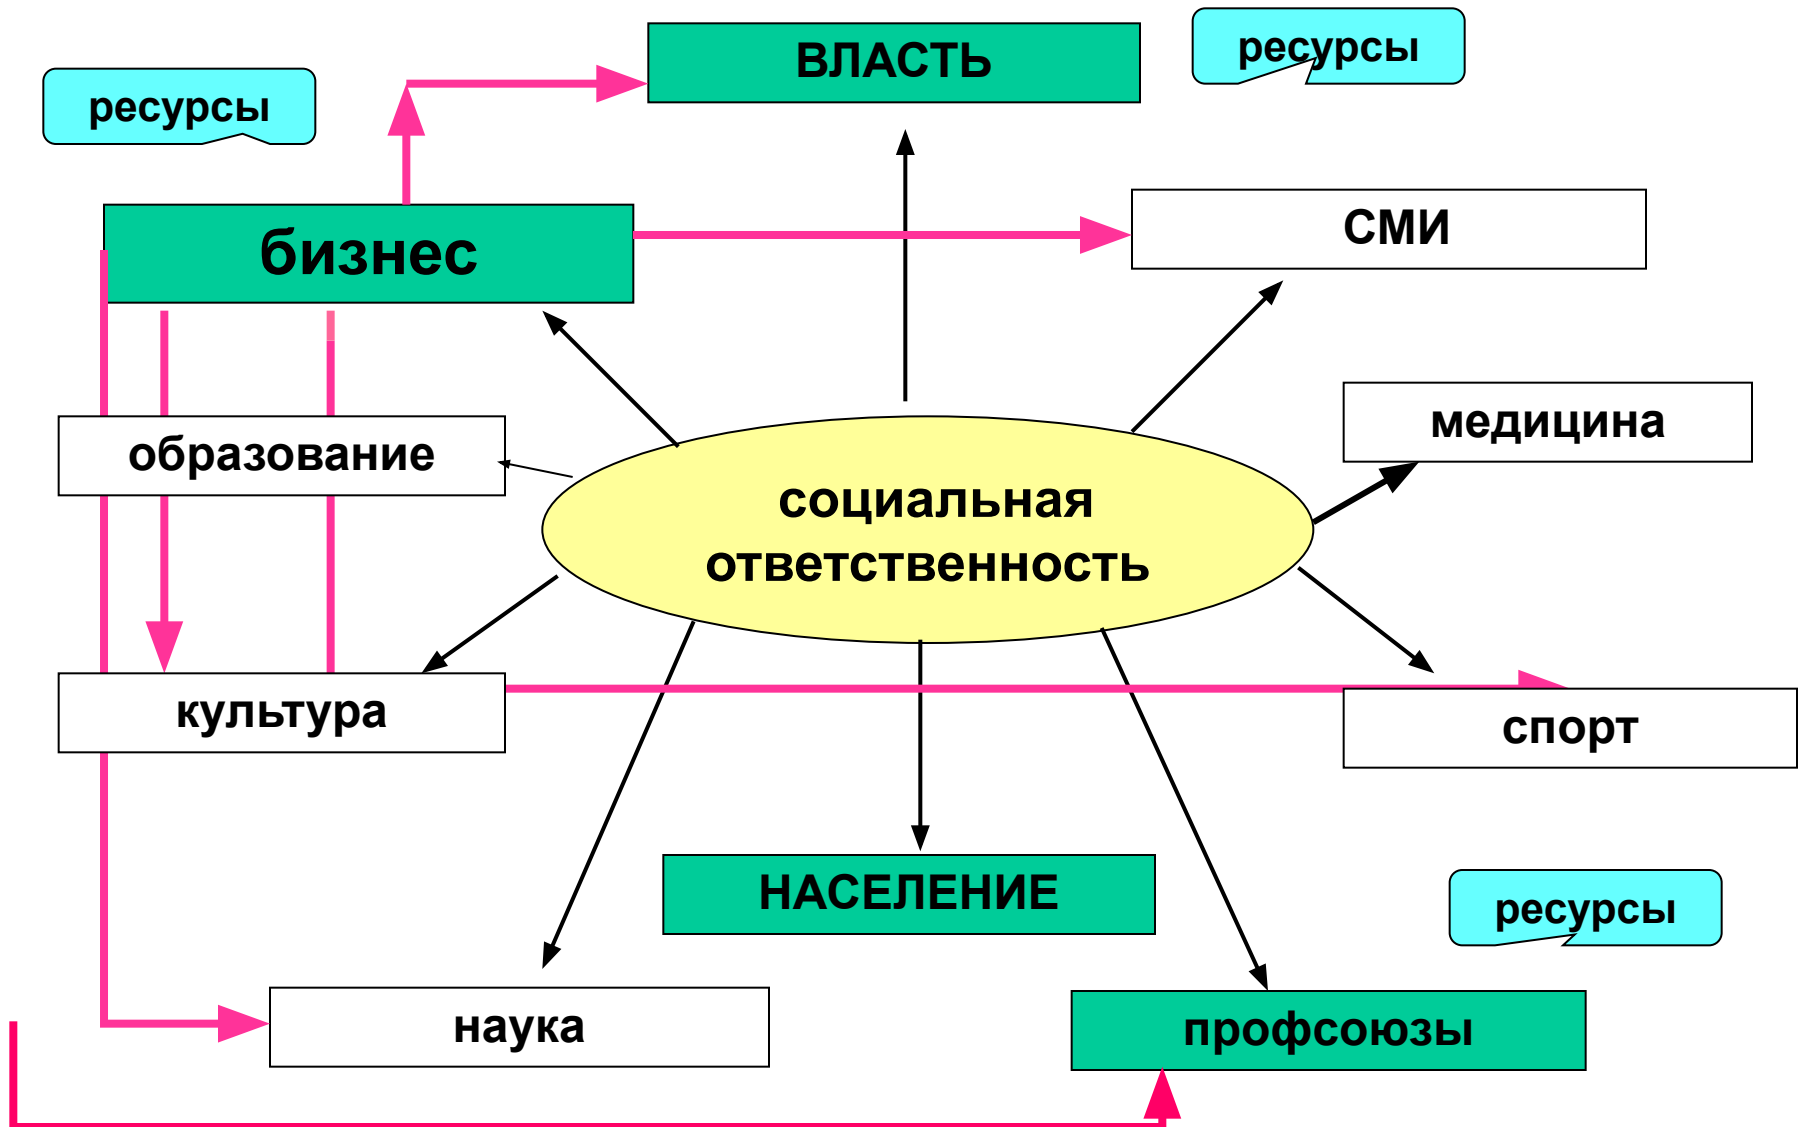 ВЛАСТЬ
ресурсы
ресурсы
бизнес
СМИ
образование
медицина
социальная
ответственность
культура
спорт
НАСЕЛЕНИЕ
ресурсы
наука
профсоюзы